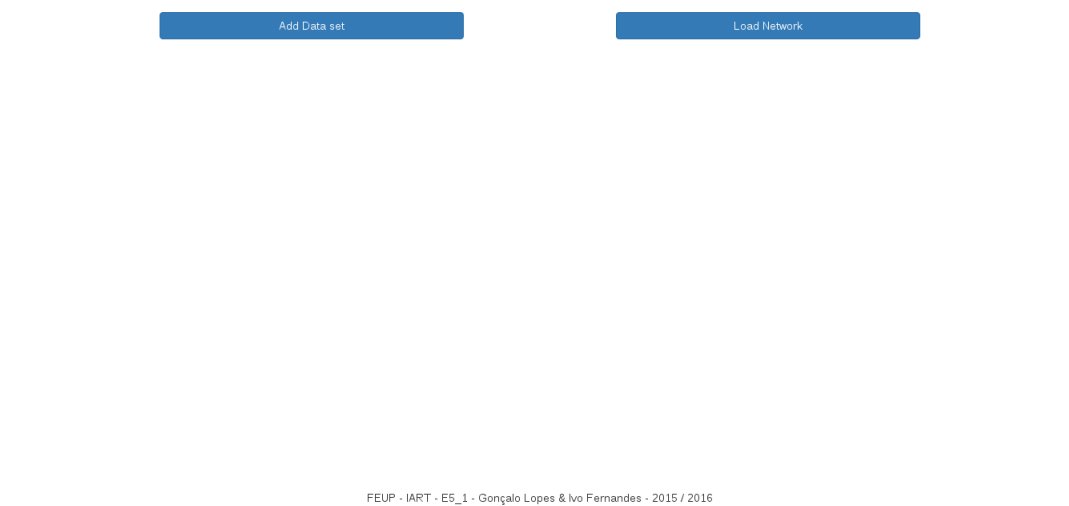 Add Data set
Load Network
FEUP - IART - E5_1 - Gonçalo Lopes & Ivo Fernandes - 2015 / 2016